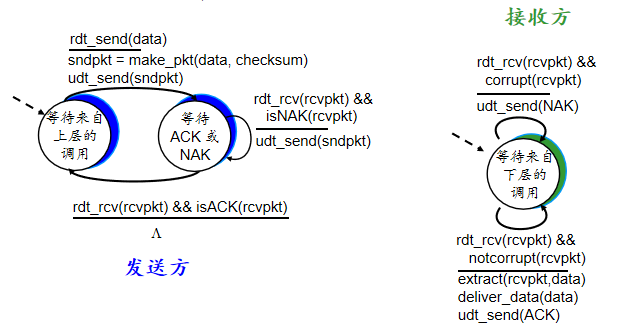 rdt_send(data)
sndpkt = make_pkt(data, checksum)
udt_send(sndpkt)
等待来自
上层的
调用
等待
ACK 或
NAK
rdt_rcv(rcvpkt) &&
isNAK(rcvpkt)
udt_send(sndpkt)
rdt_rcv(rcvpkt) && isACK(rcvpkt)
Λ
发送方
接收方
rdt_rcv(rcvpkt) &&
corrupt(rcvpkt)
udt_send(NAK)
等待来自
下层的
调用
rdt_rcv(rcvpkt) &&
notcorrupt(rcvpkt)
extract(rcvpkt,data)
deliver_data(data)
udt_send(ACK)